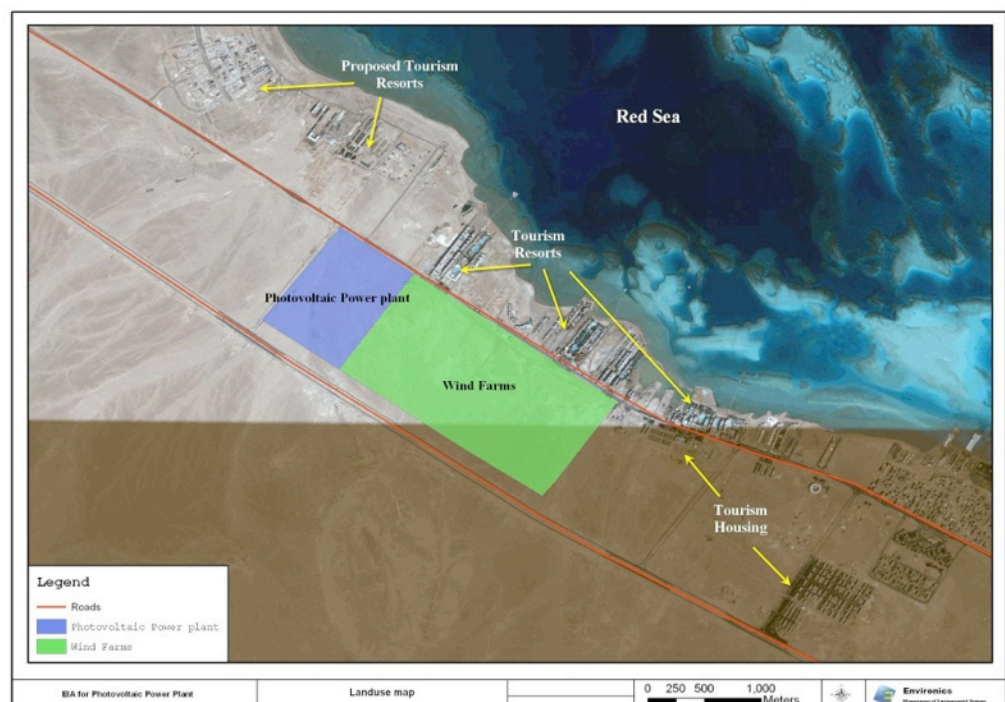 Proposed Tourism
Resorts
Red Sea
Tourism
Resorts
Photovoltaic Power plant
Wind Farms
Tourism
Housing
Legend
Roads
Photovoltaic Power plant
Wind Farms
EIA for Photovoltaic Power Plant
Landuse map
0 250 500 1,000
Meters
Environics